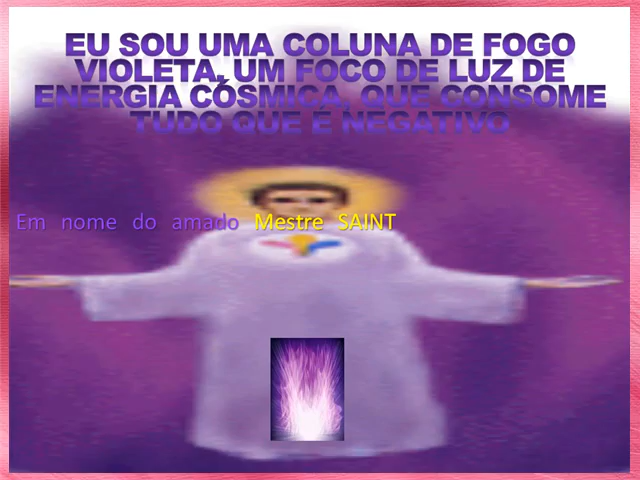 EU SOU UMA COLUNA DE FOGO
VIOLETA, UM FOCO DE LUZ DE
ENERGIA CÓSMICA, QUE CONSOME
TUDO QUE É NEGATIVO
Em nome do amado Mestre SAINT